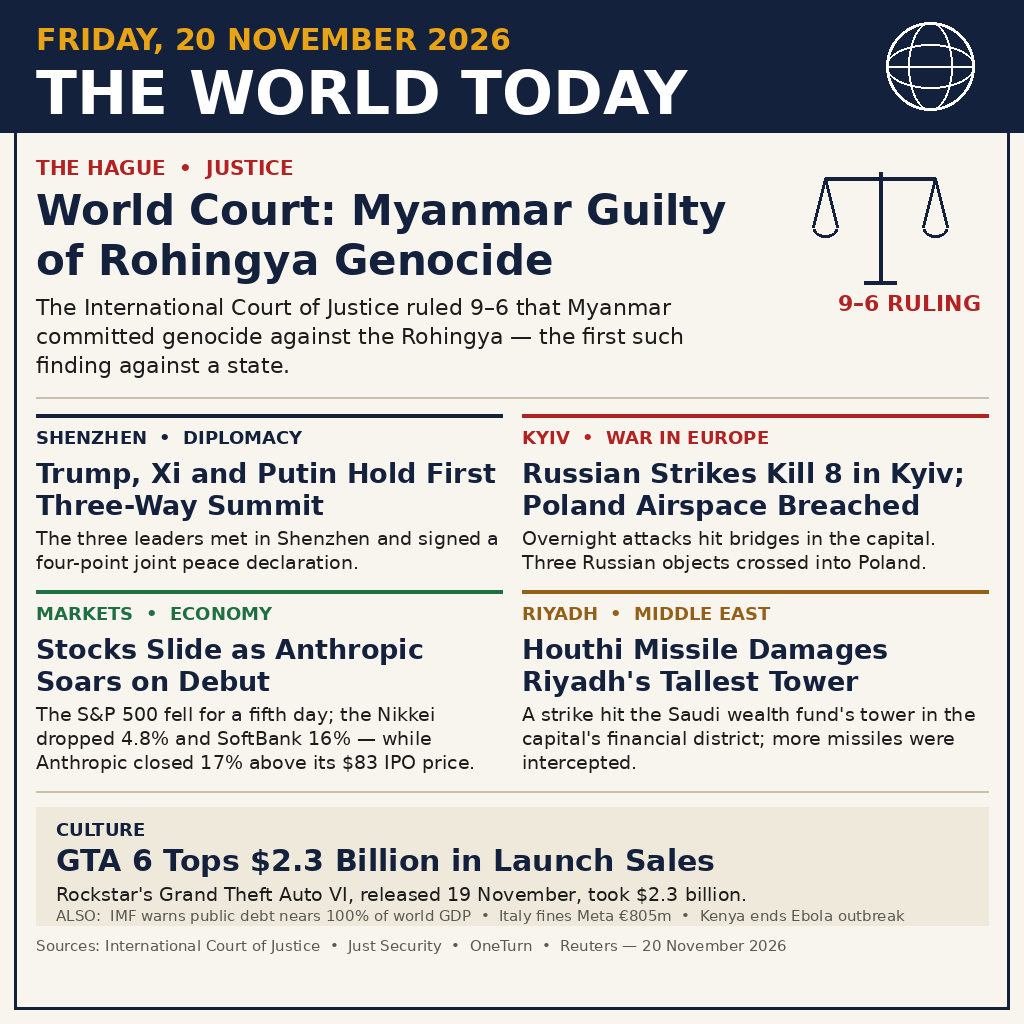 FRIDAY, 20 NOVEMBER 2026
THE WORLD TODAY
THE HAGUE • JUSTICE
World Court: Myanmar Guilty
of Rohingya Genocide
The International Court of Justice ruled 9–6 that Myanmar
committed genocide against the Rohingya — the first such
finding against a state.
9–6 RULING
SHENZHEN • DIPLOMACY
Trump, Xi and Putin Hold First
Three-Way Summit
The three leaders met in Shenzhen and signed a
four-point joint peace declaration.
KYIV • WAR IN EUROPE
Russian Strikes Kill 8 in Kyiv;
Poland Airspace Breached
Overnight attacks hit bridges in the capital.
Three Russian objects crossed into Poland.
MARKETS • ECONOMY
Stocks Slide as Anthropic
Soars on Debut
The S&P 500 fell for a fifth day; the Nikkei
dropped 4.8% and SoftBank 16% — while
Anthropic closed 17% above its $83 IPO price.
RIYADH • MIDDLE EAST
Houthi Missile Damages
Riyadh's Tallest Tower
A strike hit the Saudi wealth fund's tower in the
capital's financial district; more missiles were
intercepted.
CULTURE
GTA 6 Tops $2.3 Billion in Launch Sales
Rockstar's Grand Theft Auto VI, released 19 November, took $2.3 billion.
ALSO: IMF warns public debt nears 100% of world GDP • Italy fines Meta €805m • Kenya ends Ebola outbreak
Sources: International Court of Justice • Just Security • OneTurn • Reuters — 20 November 2026